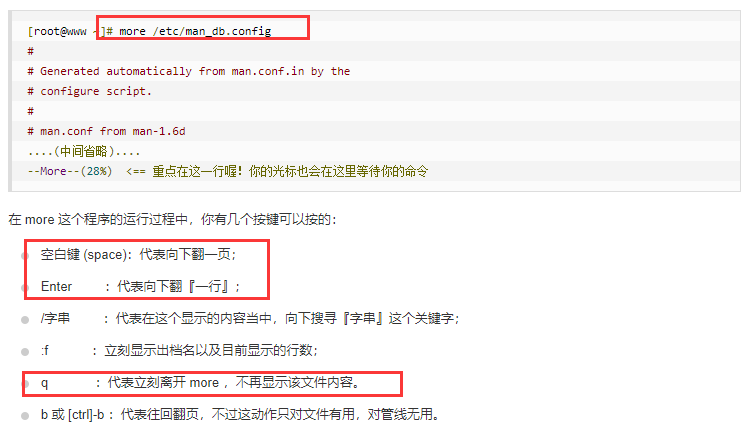 [root@www ~]# more /etc/man_db.config
#
# Generated automatically from man.conf.in by the
# configure script.
#
# man.conf from man-1.6d
....(中间省略)....
--More--(28%)  <== 重点在这一行喔! 你的光标也会在这里等待你的命令
在 more 这个程序的运行过程中，你有几个按键可以按的：
空白键 (space)：代表向下翻一页；
Enter ：代表向下翻『一行』；
/字串 ：代表在这个显示的内容当中，向下搜寻『字串』这个关键字；
:f ：立刻显示出档名以及目前显示的行数；
q ：代表立刻离开 more ，不再显示该文件内容。
b 或 [ctrl]-b ：代表往回翻页，不过这动作只对文件有用，对管线无用。